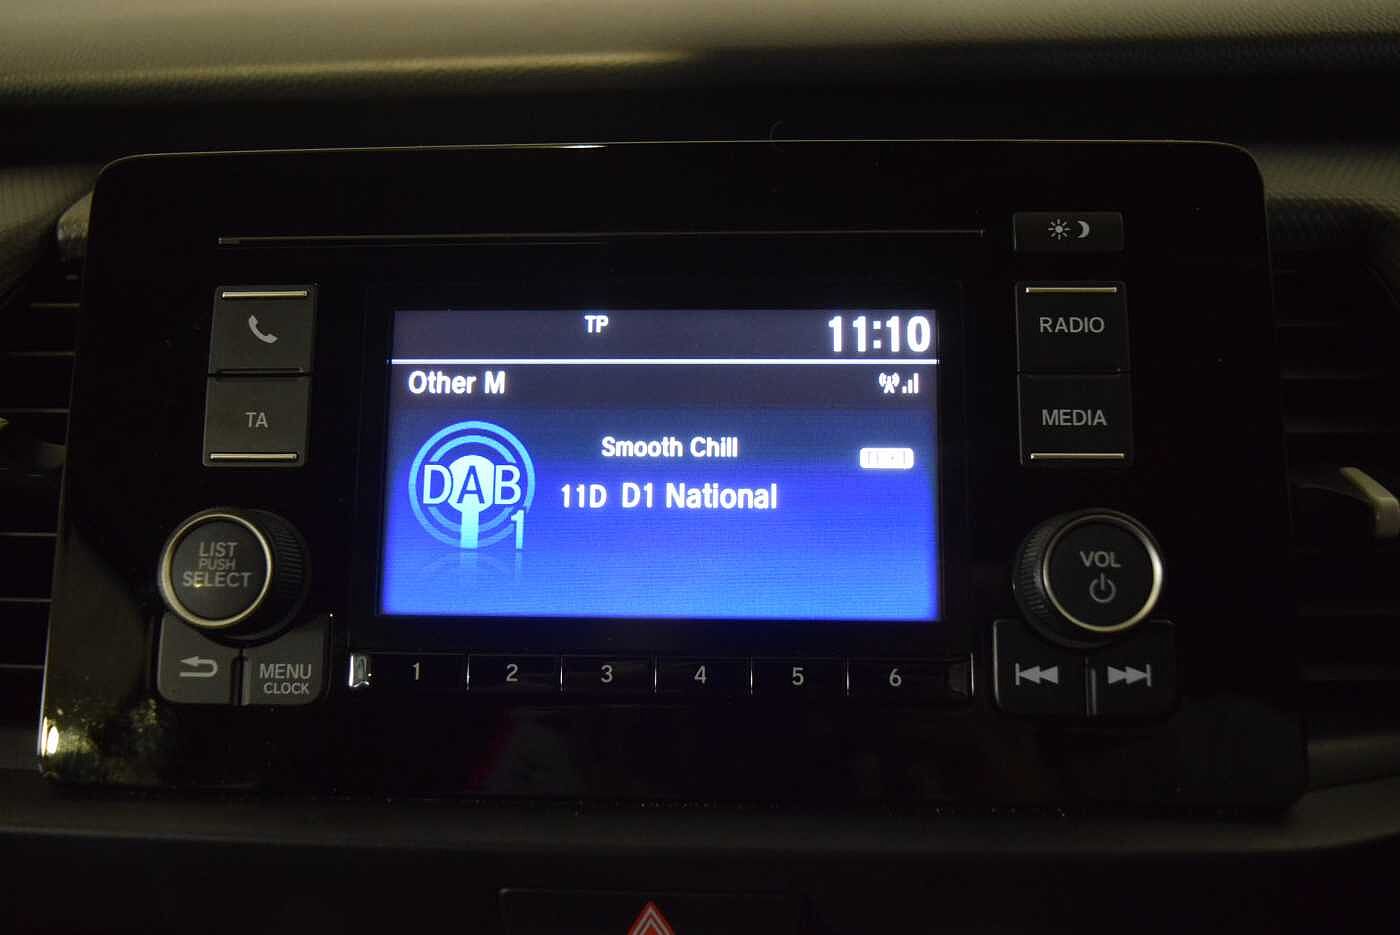 TP
11:10
Other M
DAB
1
Smooth Chill
11D D1 National
TA
RADIO
MEDIA
LIST
PUSH
SELECT
VOL
MENU
CLOCK
1 2 3 4 5 6